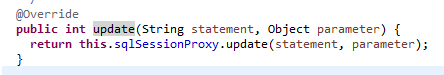 @Override
public int update(String statement, Object parameter) {
return this.sqlSessionProxy.update(statement, parameter);
}